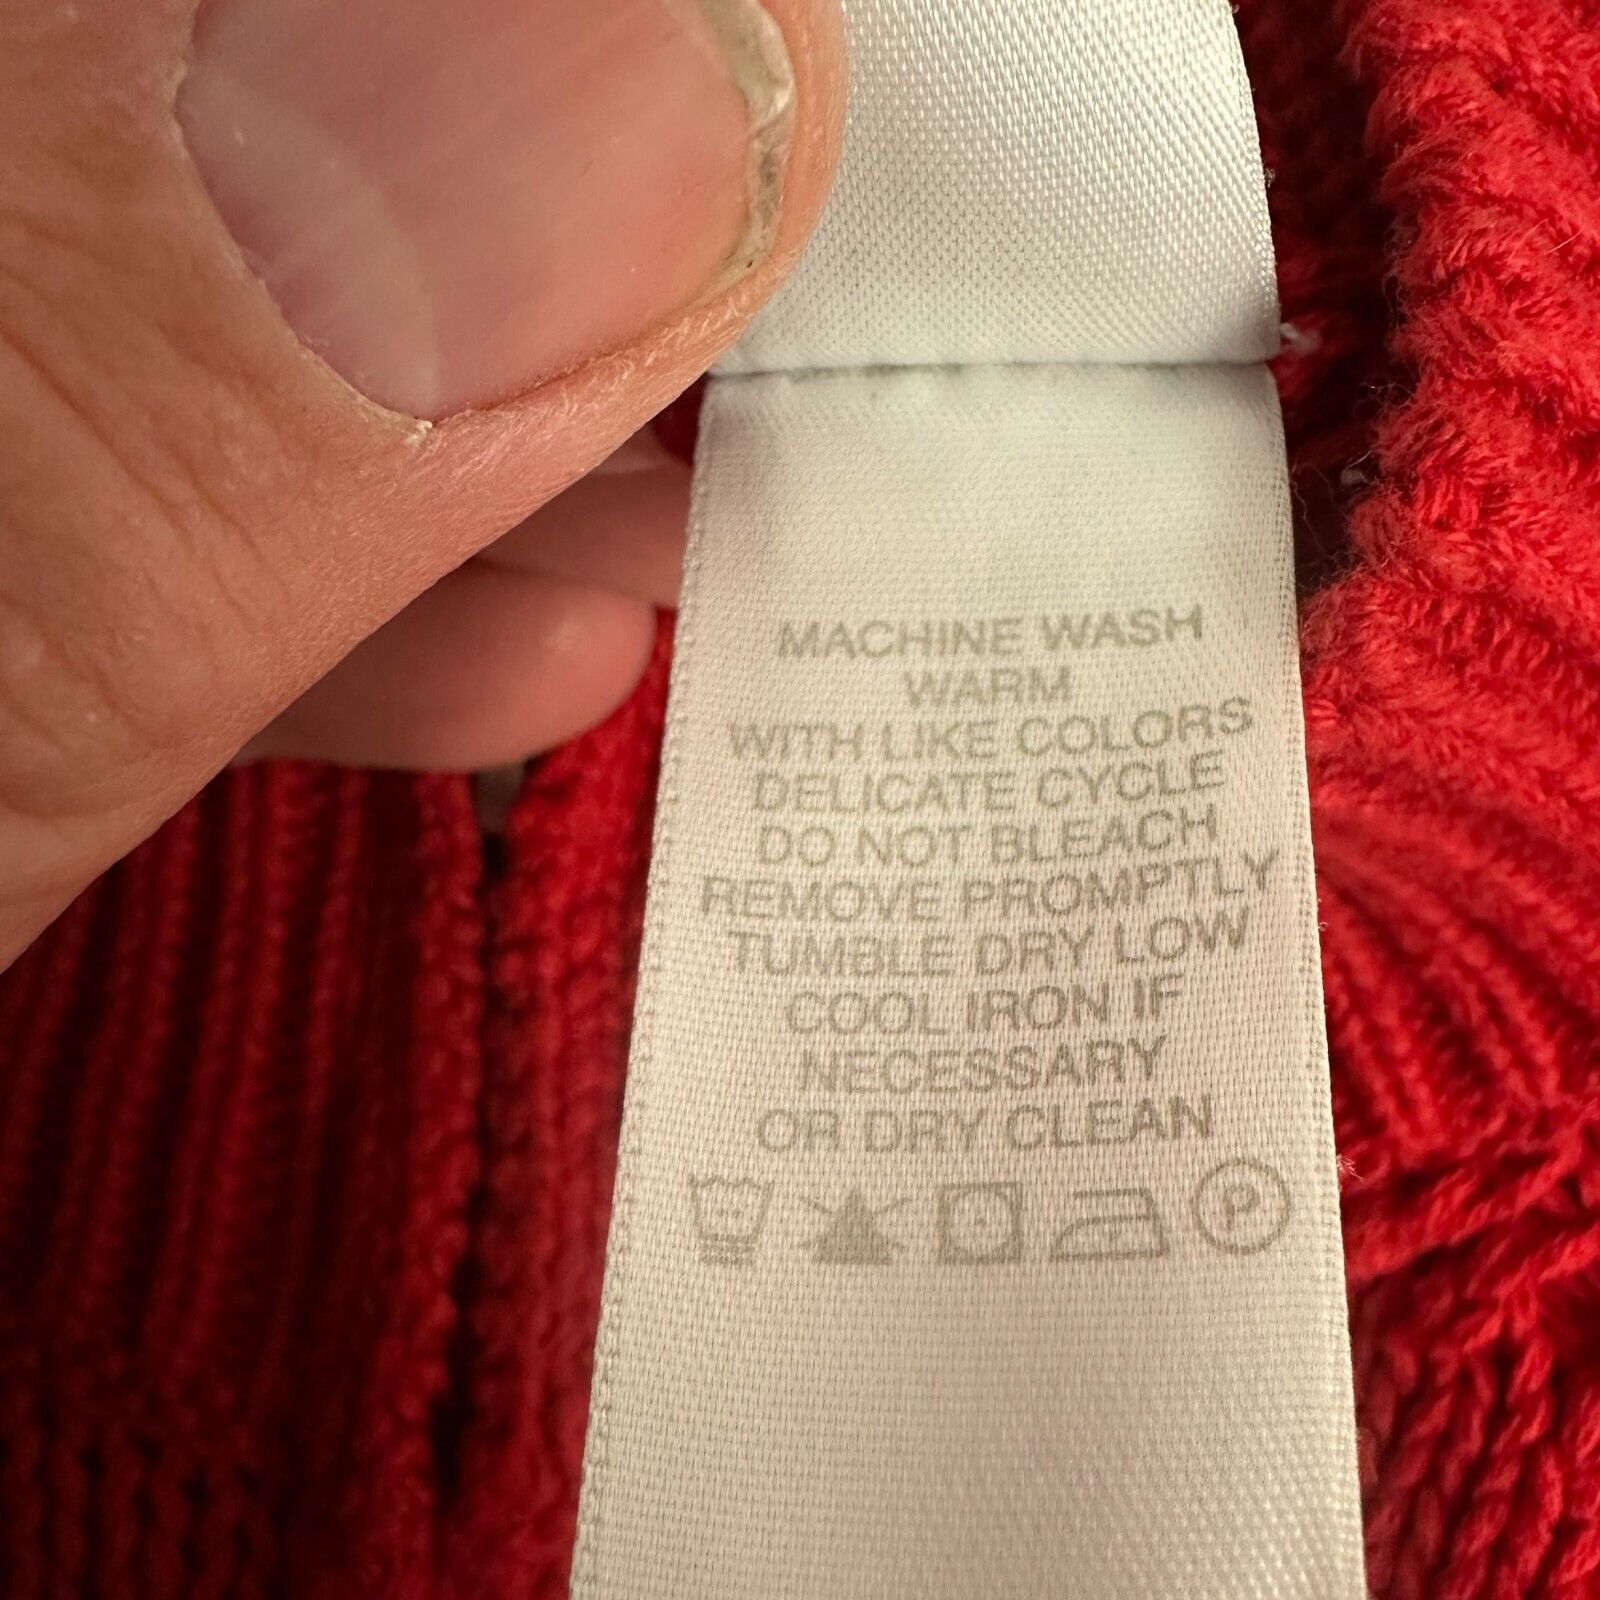 MACHINE WASH
WARM
WITH LIKE COLORS
DELICATE CYCLE
DO NOT BLEACH
REMOVE PROMPTLY
TUMBLE DRY LOW
COOL IRON IF
NECESSARY
OR DRY CLEAN
P